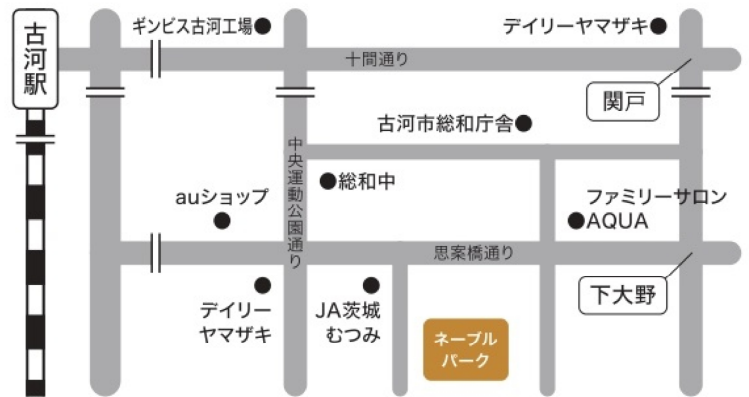 古河駅
ギンビス古河工場
デイリーヤマザキ
十間通り
関戸
古河市総和庁舎
中央運動公園通り
総和中
auショップ
ファミリーサロン
AQUA
思案橋通り
下大野
デイリー
ヤマザキ
JA茨城
むつみ
ネーブル
パーク